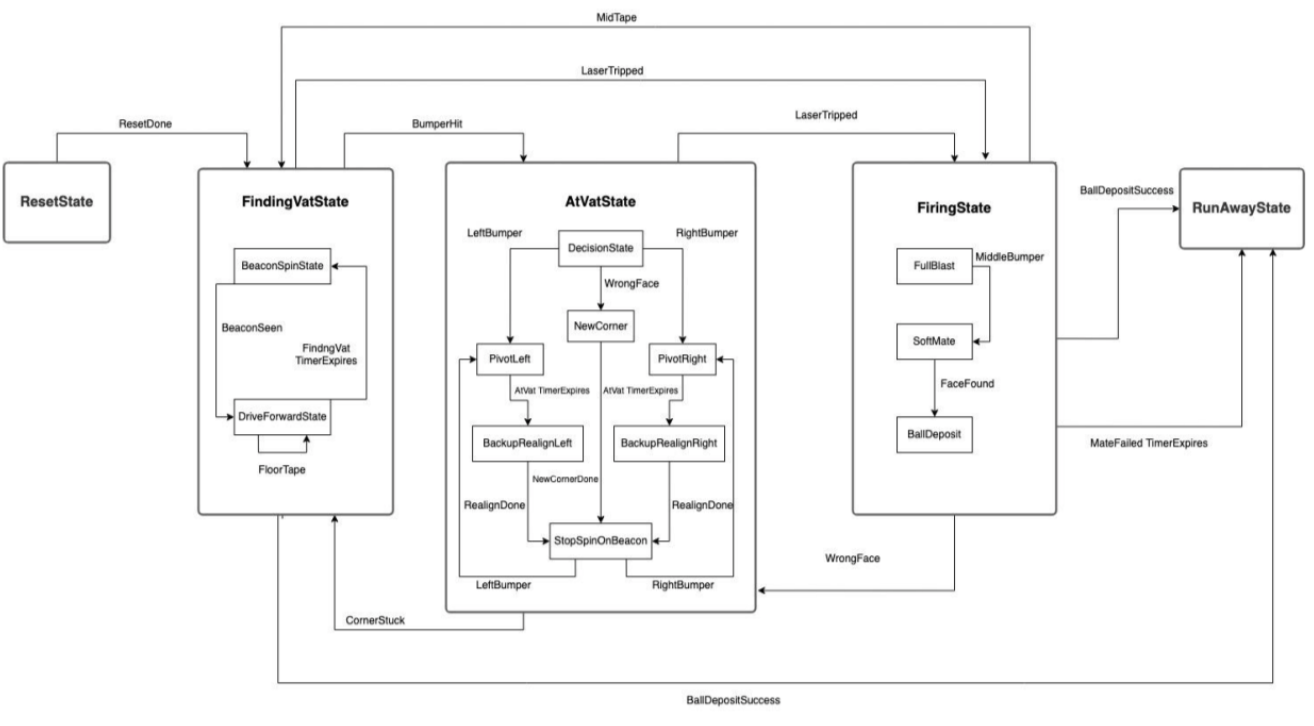 MidTape
LaserTripped
LaserTripped
ResetDone
BumperHit
BallDepositSuccess
ResetState
FindingVatState
AtVatState
FiringState
RunAwayState
LeftBumper
DecisionState
RightBumper
BeaconSpinState
FullBlast
MiddleBumper
WrongFace
BeaconSeen
NewCorner
FindngVat
TimerExpires
SoftMate
PivotLeft
PivotRight
FaceFound
AtVat TimerExpires
AtVat TimerExpires
DriveForwardState
BackupRealignLeft
BackupRealignRight
BallDeposit
MateFailed TimerExpires
FloorTape
NewCornerDone
RealignDone
RealignDone
StopSpinOnBeacon
WrongFace
LeftBumper
RightBumper
CornerStuck
BallDepositSuccess